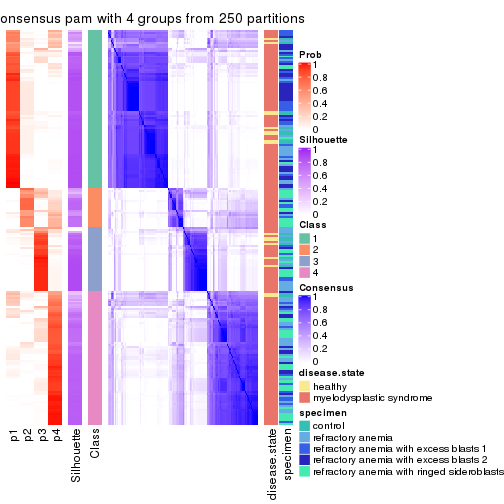 onsensus pam with 4 groups from 250 partitions
Prob
1
0.8
0.6
0.4
0.2
0
Silhouette
1
0.8
0.6
0.4
0.2
0
Class
1
2
3
4
Consensus
1
0.8
0.6
0.4
0.2
0
disease.state
healthy
myelodysplastic syndrome
specimen
control
refractory anemia
refractory anemia with excess blasts 1
refractory anemia with excess blasts 2
refractory anemia with ringed sideroblasts
p1
p2
p3
p4
Silhouette
Class
disease.state
specimen